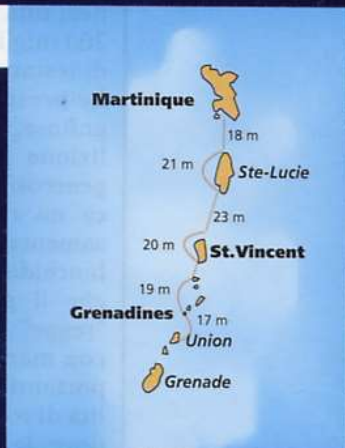 Martinique
18 m
21 m
Ste-Lucie
23 m
20 m
St.Vincent
19 m
Grenadines
17 m
Union
Grenade